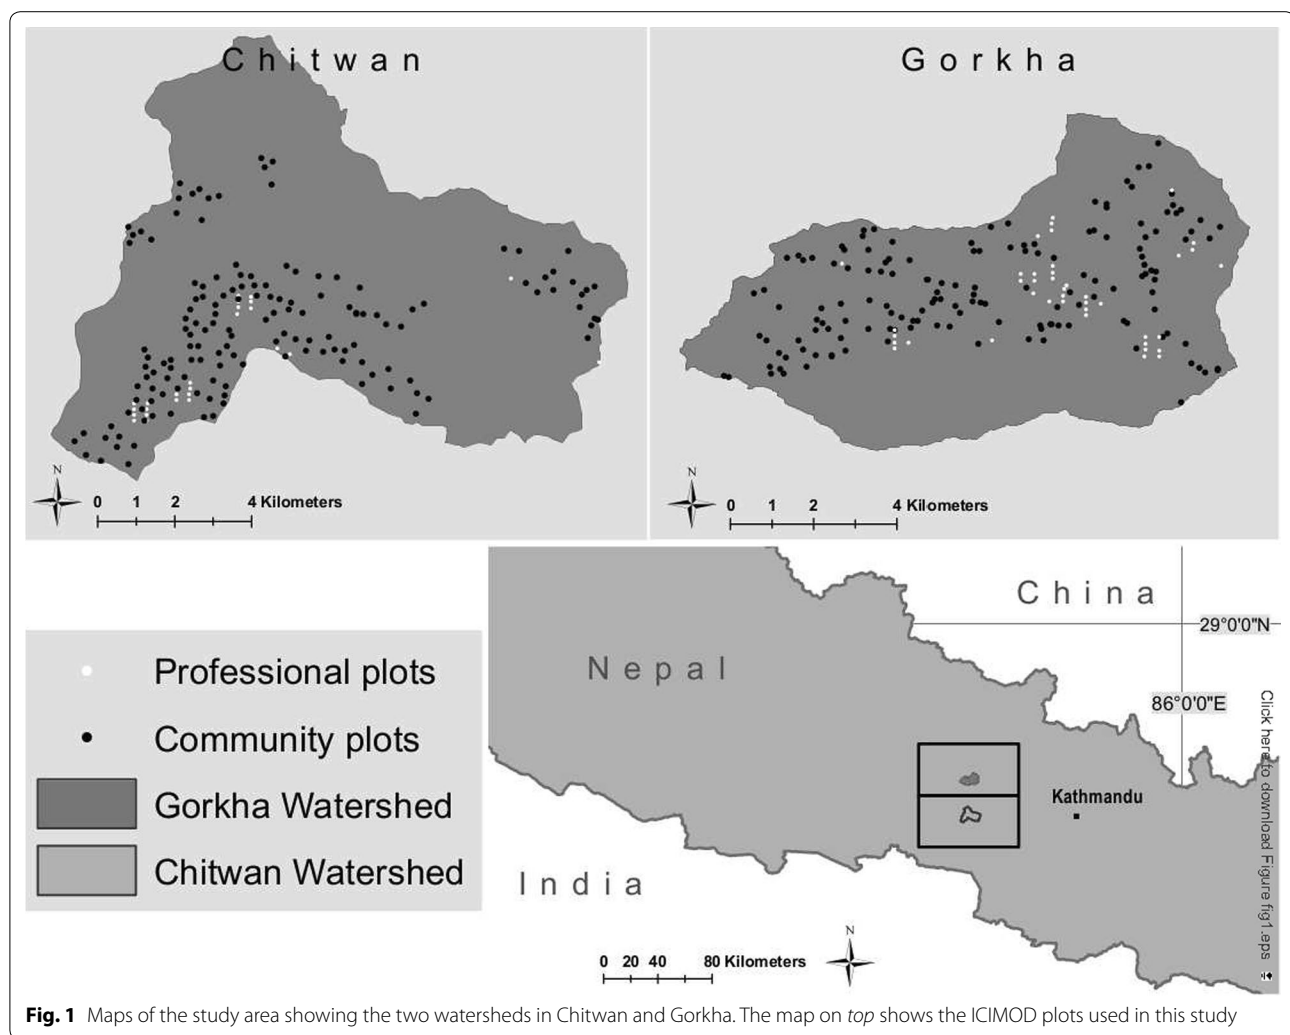 Chitwan
Gorkha
N
0 1 2 4 Kilometers
N
0 1 2 4 Kilometers
Professional plots
Community plots
Gorkha Watershed
Chitwan Watershed
China
29°0'0"N
Nepal
86°0'0"E
Kathmandu
India
N
0 20 40 80 Kilometers
Click here to download Figure fig1.eps
Fig. 1 Maps of the study area showing the two watersheds in Chitwan and Gorkha. The map on top shows the ICIMOD plots used in this study